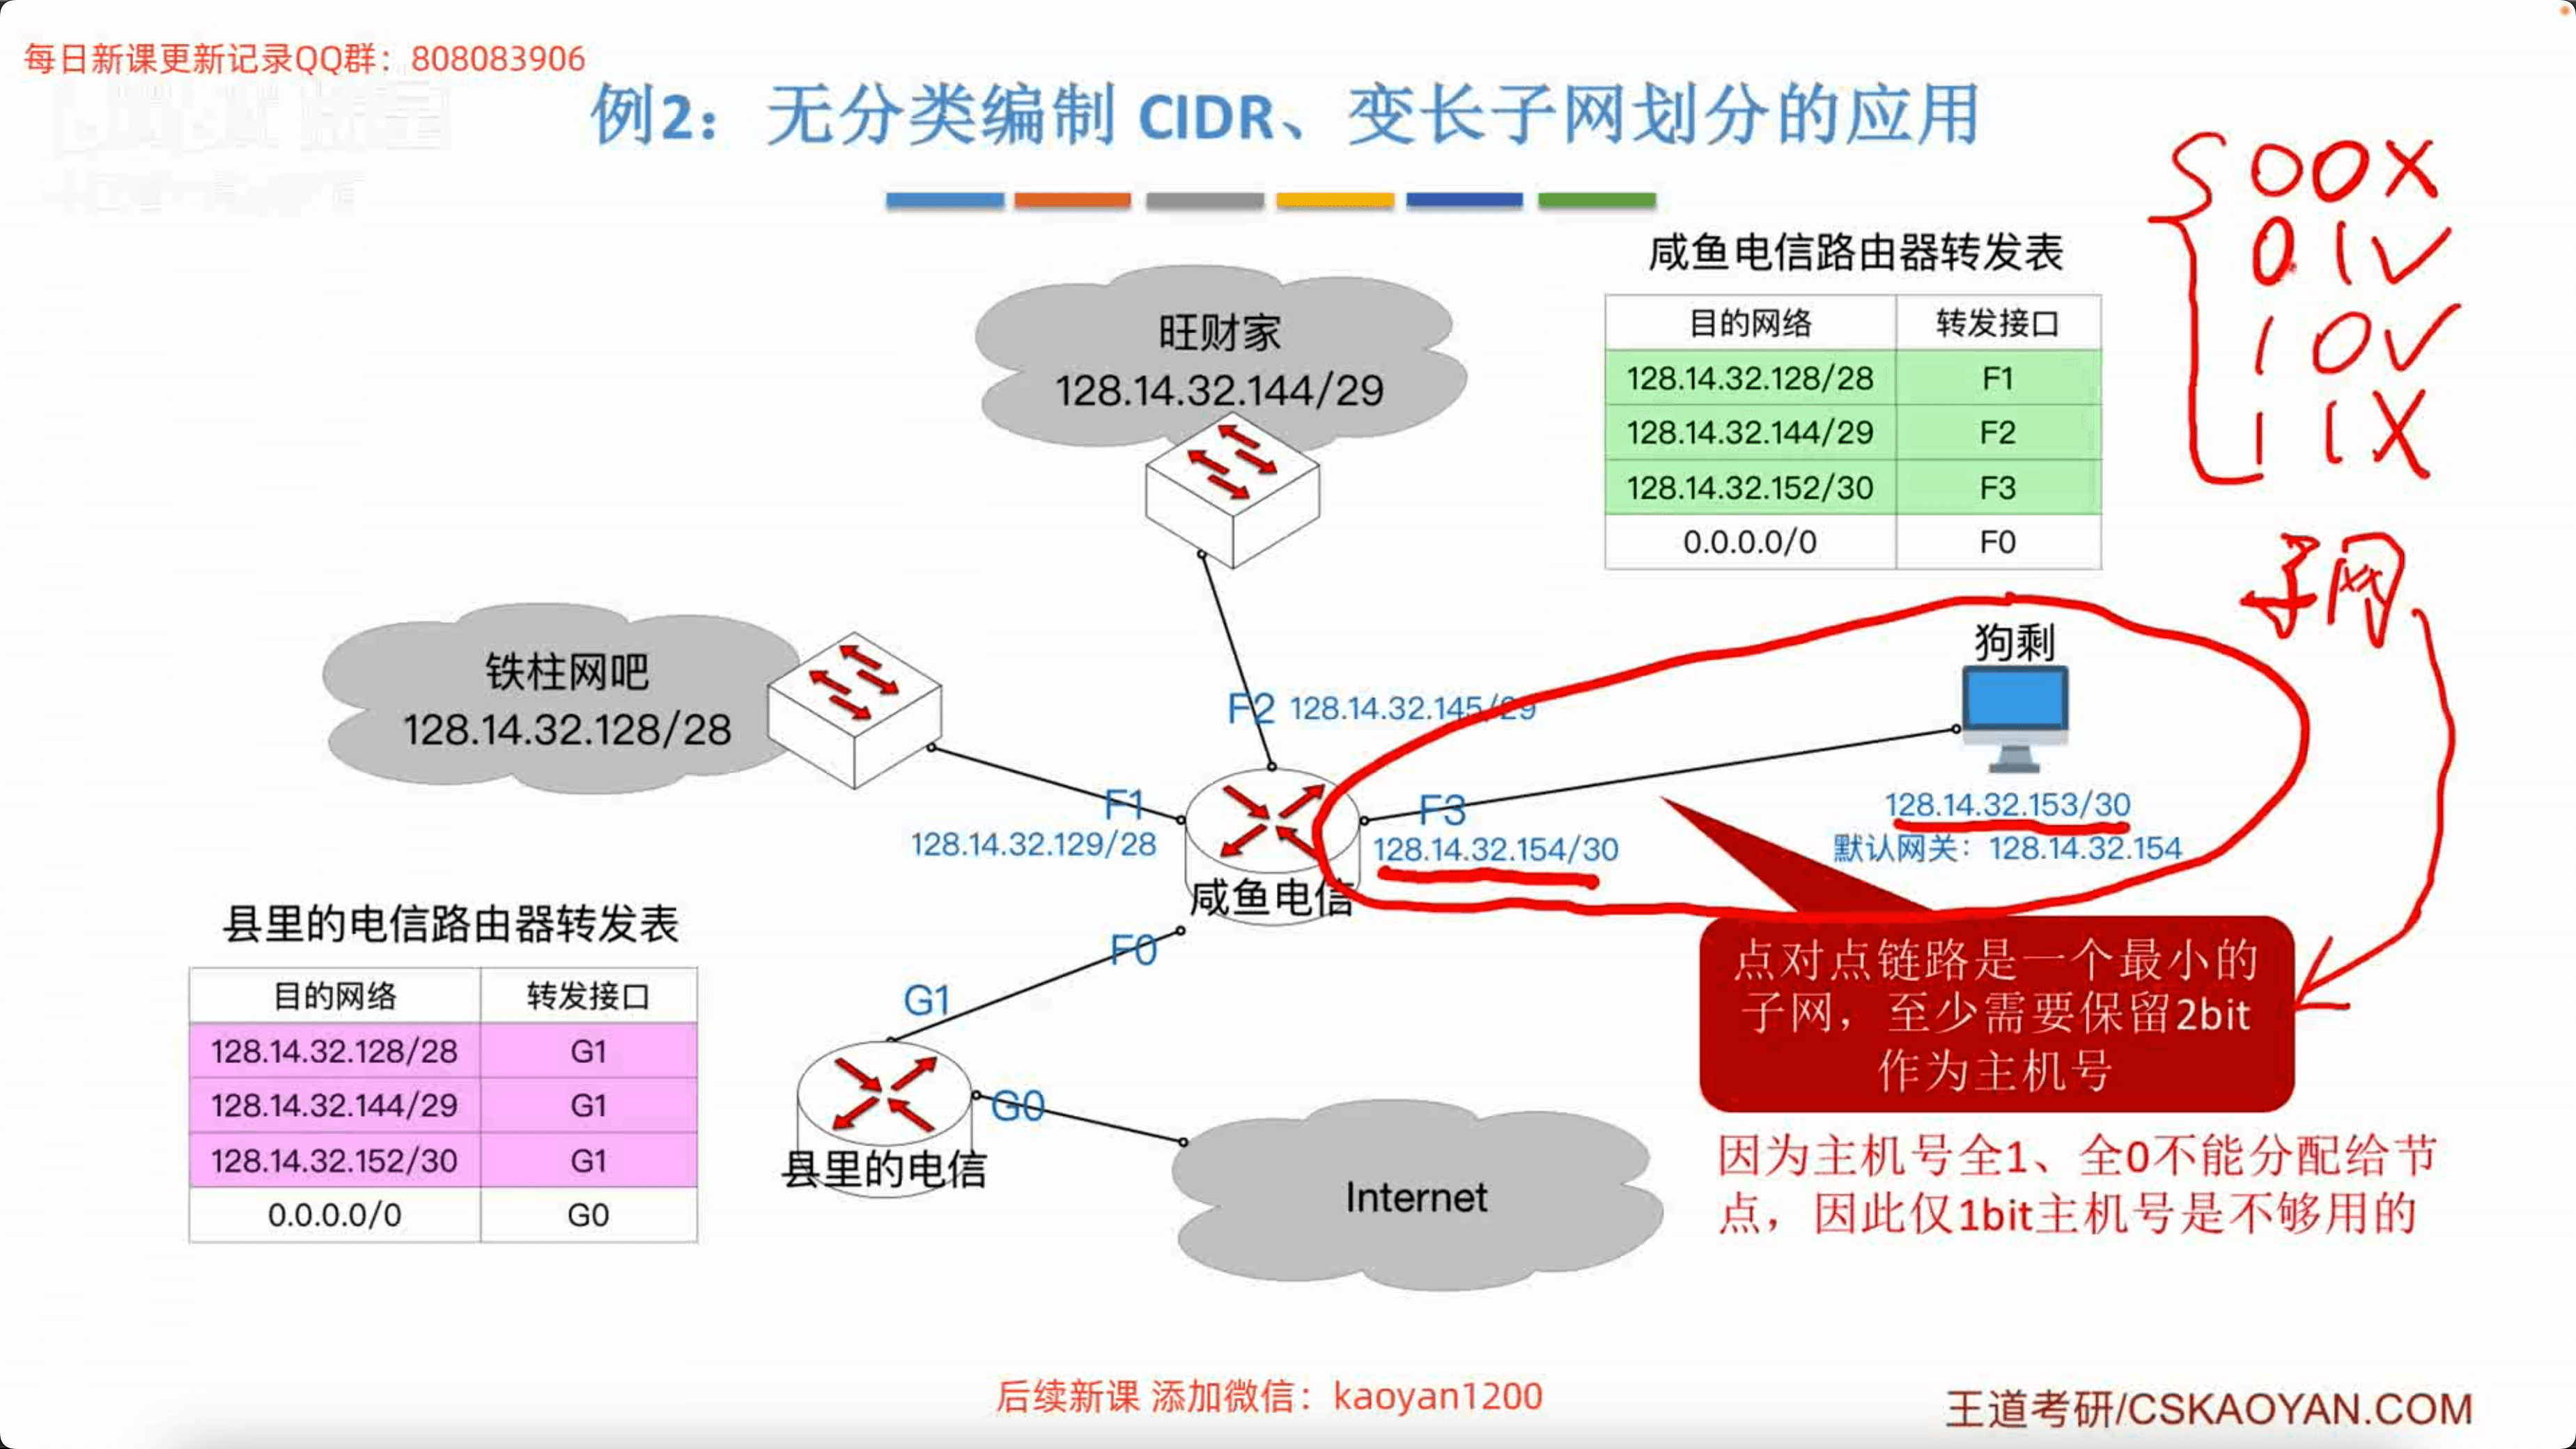 每日新课更新记录QQ群：808083906
例2：无分类编制 CIDR、变长子网划分的应用
00X
01√
10√
11X
子网
咸鱼电信路由器转发表
目的网络 转发接口
128.14.32.128/28 F1
128.14.32.144/29 F2
128.14.32.152/30 F3
0.0.0.0/0 F0
旺财家
128.14.32.144/29
铁柱网吧
128.14.32.128/28
狗剩
F2 128.14.32.145/29
F1
128.14.32.129/28
F3
128.14.32.154/30
128.14.32.153/30
默认网关：128.14.32.154
咸鱼电信
F0
G1
G0
县里的电信
Internet
县里的电信路由器转发表
目的网络 转发接口
128.14.32.128/28 G1
128.14.32.144/29 G1
128.14.32.152/30 G1
0.0.0.0/0 G0
点对点链路是一个最小的
子网，至少需要保留2bit
作为主机号
因为主机号全1、全0不能分配给节
点，因此仅1bit主机号是不够用的
后续新课 添加微信：kaoyan1200
王道考研/CSKAOYAN.COM